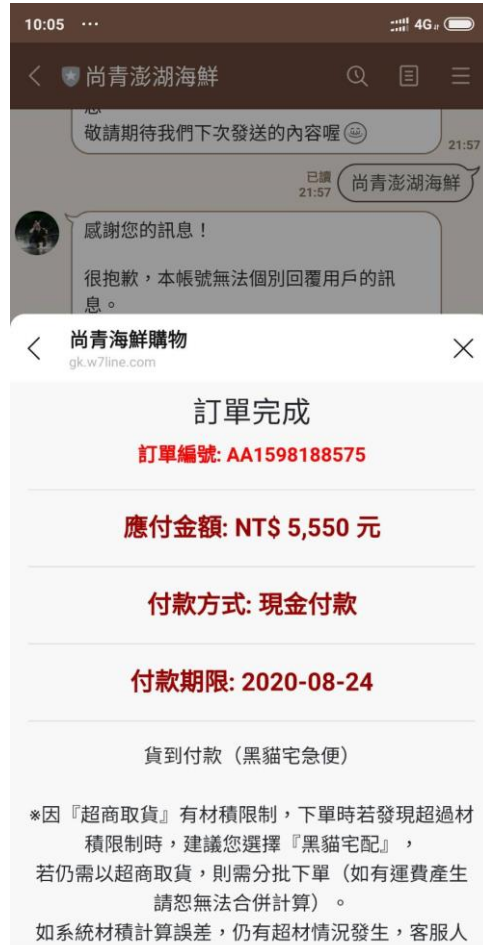 10:05 ...
4G
尚青澎湖海鮮
敬請期待我們下次發送的內容喔
21:57
已讀
21:57
尚青澎湖海鮮
感謝您的訊息！
很抱歉，本帳號無法個別回覆用戶的訊
息。
尚青海鮮購物
gk.w7line.com
訂單完成
訂單編號: AA1598188575
應付金額: NT$ 5,550 元
付款方式: 現金付款
付款期限: 2020-08-24
貨到付款（黑貓宅急便）
※因『超商取貨』有材積限制，下單時若發現超過材
積限制時，建議您選擇『黑貓宅配』，
若仍需以超商取貨，則需分批下單（如有運費產生
請恕無法合併計算）。
如系統材積計算誤差，仍有超材情況發生，客服人